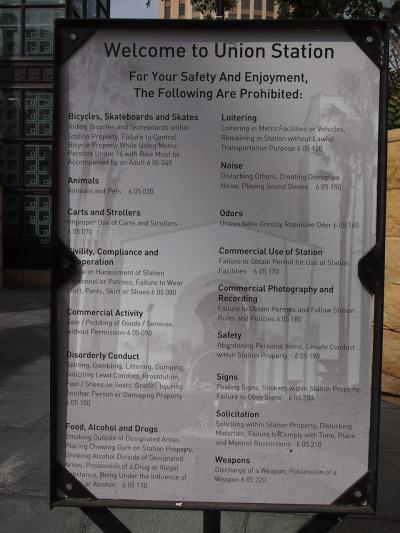 Welcome to Union Station
For Your Safety And Enjoyment,
The Following Are Prohibited:
Bicycles, Skateboards and Skates
Riding Bicycles and Skateboards within
Station Property, Failure to Control
Bicycle Properly While Using Metro,
Persons Under 16 with Bike Must be
Accompanied by an Adult 6 05 040
Animals
Animals and Pets 6 05 030
Carts and Strollers
Improper Use of Carts and Strollers
6 05 070
Civility, Compliance and
or Harassment of Station
or Patrons, Failure to Wear
Pants, Skirt or Shoes 6 05 080
Commercial Activity
Sale / Peddling of Goods / Services
without Permission 6 05 090
Disorderly Conduct
Spitting, Gambling, Littering, Dumping,
Soliciting Lewd Conduct, Prostitution,
Feet / Shoes on Seats, Graffiti, Injuring
Another Person or Damaging Property
6 05 100
Food, Alcohol and Drugs
Smoking Outside of Designated Areas,
Placing Chewing Gum on Station Property,
Drinking Alcohol Outside of Designated
Areas, Possession of a Drug or Illegal
Being Under the Influence of
or Alcohol 6 05 110
Loitering
Loitering in Metro Facilities or Vehicles,
Remaining in Station without Lawful
Transportation Purpose 6 05 120
Noise
Disturbing Others, Creating Disruptive
Noise, Playing Sound Device 6 05 150
Odors
Unavoidable Grossly Repulsive Odor 6 05 160
Commercial Use of Station
Failure to Obtain Permit for Use of Station
Facilities 6 05 170
Commercial Photography and
Recording
Failure to Obtain Permits and Follow Station
Rules and Policies 6 05 180
Safety
Abandoning Personal Items, Unsafe Conduct
within Station Property 6 05 190
Signs
Posting Signs, Stickers within Station Property
Failure to Obey Signs 6 05 200
Solicitation
Soliciting within Station Property, Disturbing
Materials, Failure to Comply with Time, Place
and Manner Restrictions 6 05 210
Weapons
Discharge of a Weapon, Possession of a
Weapon 6 05 220